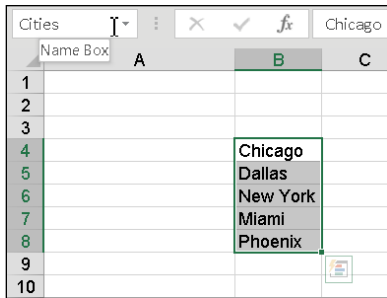 Cities fx Chicago
Name Box
A B C
1
2
3
4 Chicago
5 Dallas
6 New York
7 Miami
8 Phoenix
9
10